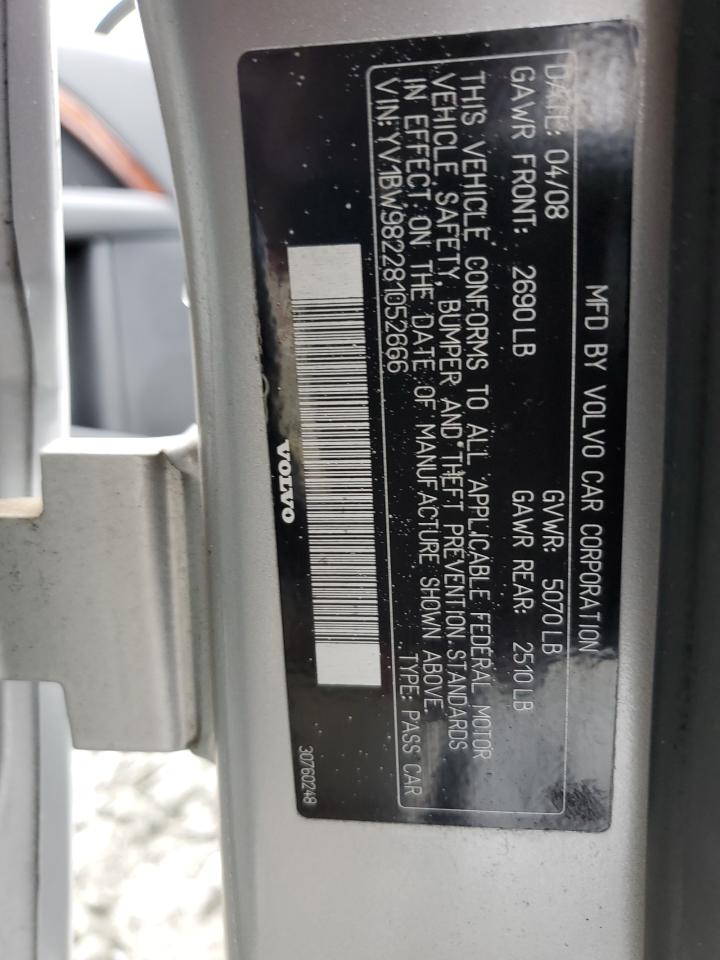 MFD BY VOLVO CAR CORPORATION
DATE: 04/08 GVWR: 5070 LB
GAWR FRONT: 2690 LB GAWR REAR: 2510 LB
THIS VEHICLE CONFORMS TO ALL APPLICABLE FEDERAL MOTOR
VEHICLE SAFETY, BUMPER AND THEFT PREVENTION STANDARDS
IN EFFECT ON THE DATE OF MANUFACTURE SHOWN ABOVE.
VIN: YV1BW982281052666 TYPE: PASS CAR
VOLVO
30760248